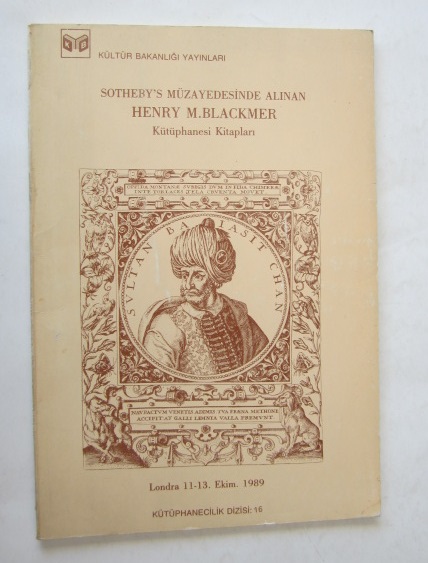 KÜLTÜR BAKANLIĞI YAYINLARI
SOTHEBY'S MÜZAYEDESİNDE ALINAN
HENRY M.BLACKMER
Kütüphanesi Kitapları
SVLTAN BAIASIT CHAN
Londra 11-13. Ekim. 1989
KÜTÜPHANECİLİK DİZİSİ: 16